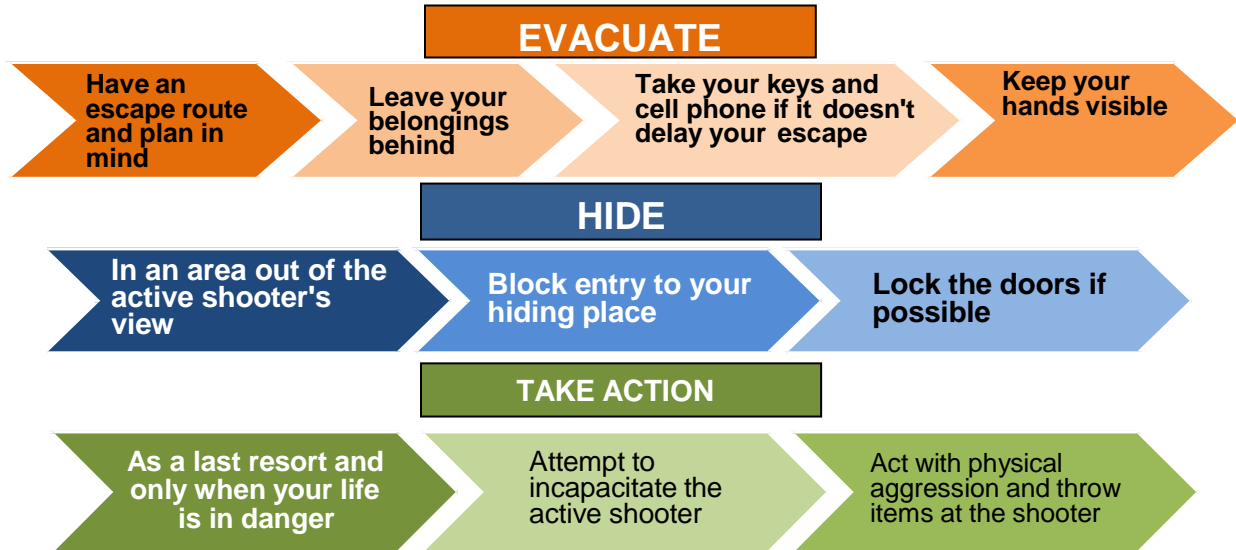 EVACUATE
Have an
escape route
and plan in
mind
Leave your
belongings
behind
Take your keys and
cell phone if it doesn't
delay your escape
Keep your
hands visible
HIDE
In an area out of the
active shooter's
view
Block entry to your
hiding place
Lock the doors if
possible
TAKE ACTION
As a last resort and
only when your life
is in danger
Attempt to
incapacitate the
active shooter
Act with physical
aggression and throw
items at the shooter